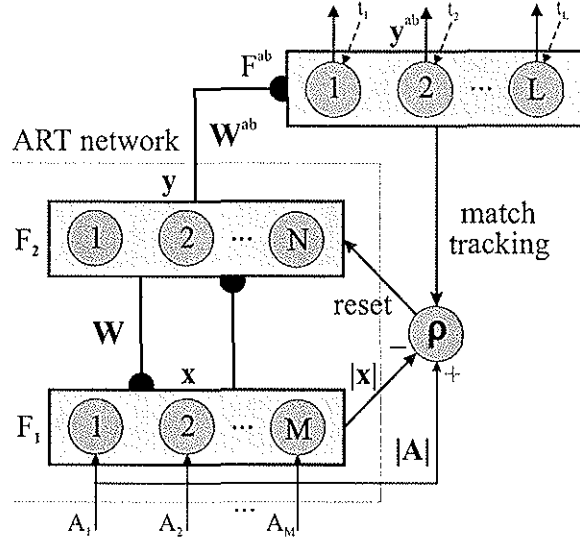 t₁ t₂ t_L
y^ab
F^ab
1 2 ... L
W^ab
ART network
y
F₂
1 2 ... N
match
tracking
reset
ρ
W
−
+
x
|x|
F₁
1 2 ... M
|A|
A₁ A₂ ... A_M